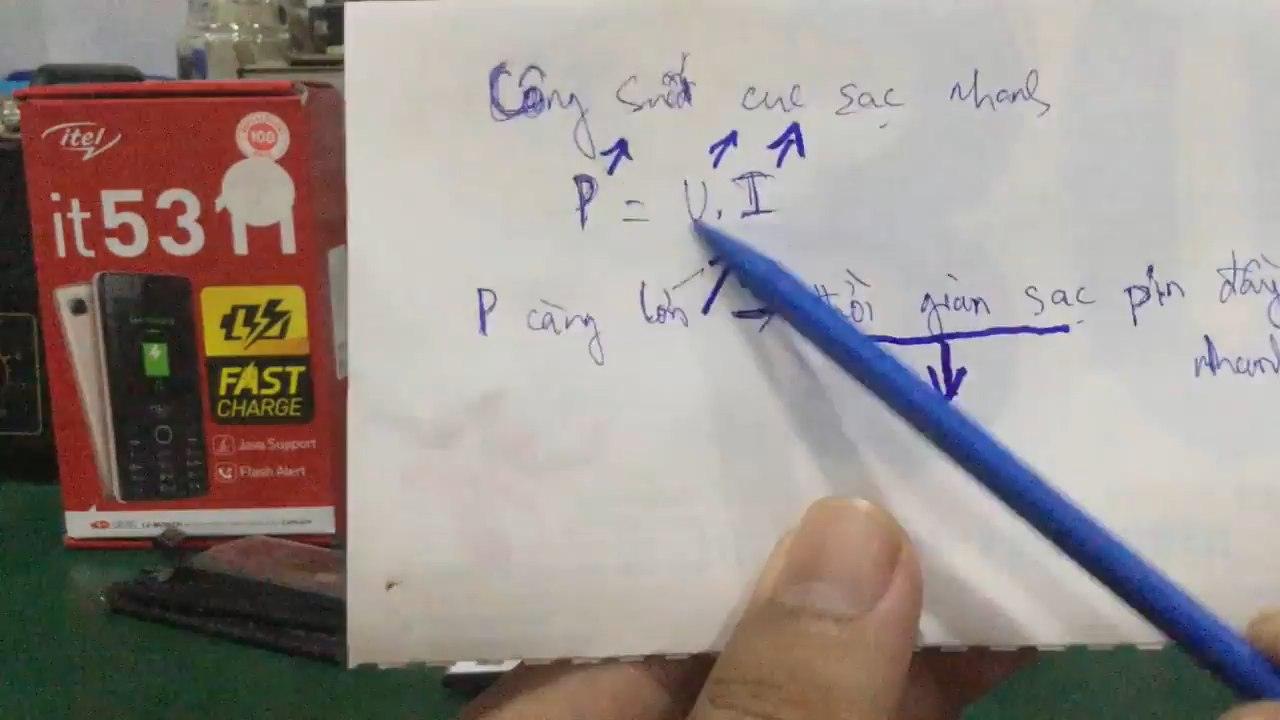 Công suất cục sạc nhanh
P = U.I
P càng lớn → thời gian sạc pin đầy
nhanh
itel
100
it53
FAST
CHARGE
Java Support
Flash Alert